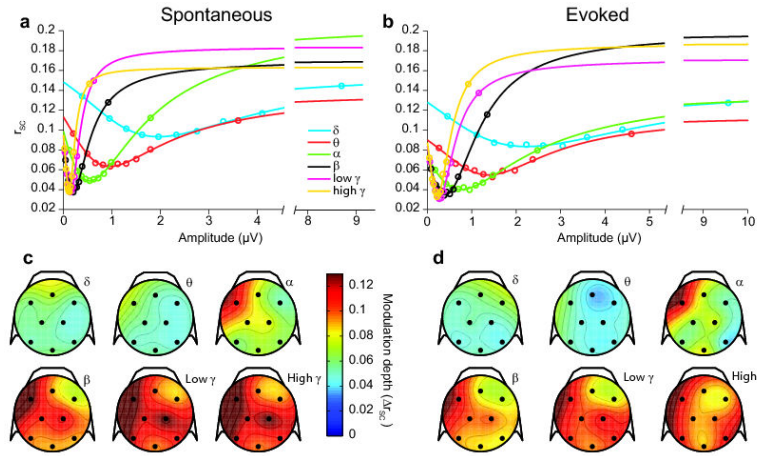 Spontaneous
Evoked
a
b
0.2
0.18
0.16
0.14
0.12
0.1
0.08
0.06
0.04
0.02
r_SC
0 1 2 3 4 8 9
Amplitude (µV)
δ
θ
α
β
low γ
high γ
0.2
0.18
0.16
0.14
0.12
0.1
0.08
0.06
0.04
0.02
0 1 2 3 4 5 9 10
Amplitude (µV)
c
d
δ
θ
α
β
Low γ
High γ
0.12
0.1
0.08
0.06
0.04
0.02
0
Modulation depth (Δr_SC)
δ
θ
α
β
Low γ
High